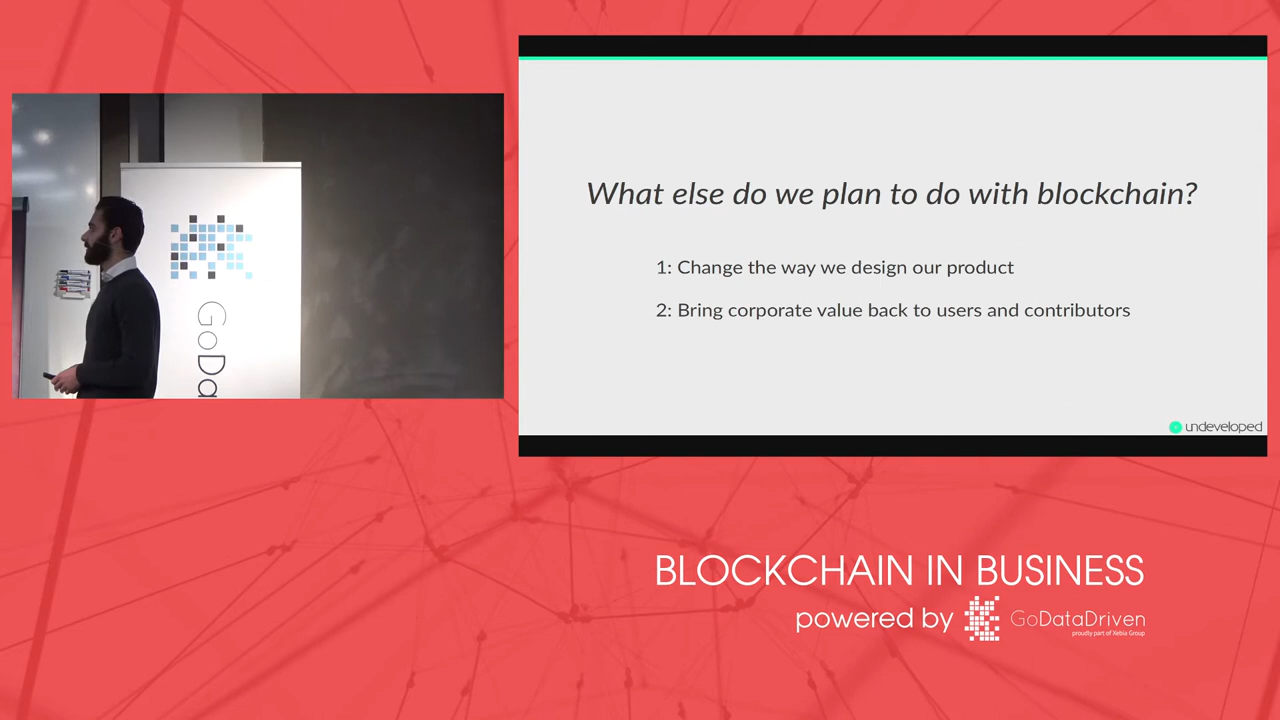 GoDa
What else do we plan to do with blockchain?
1: Change the way we design our product
2: Bring corporate value back to users and contributors
undeveloped
BLOCKCHAIN IN BUSINESS
powered by GoDataDriven
proudly part of Xebia Group